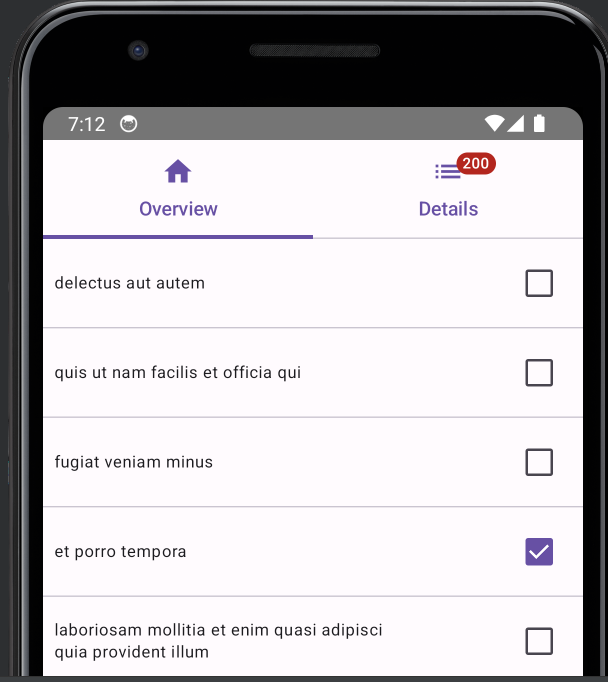 7:12
200
Overview
Details
delectus aut autem
quis ut nam facilis et officia qui
fugiat veniam minus
et porro tempora
laboriosam mollitia et enim quasi adipisci
quia provident illum